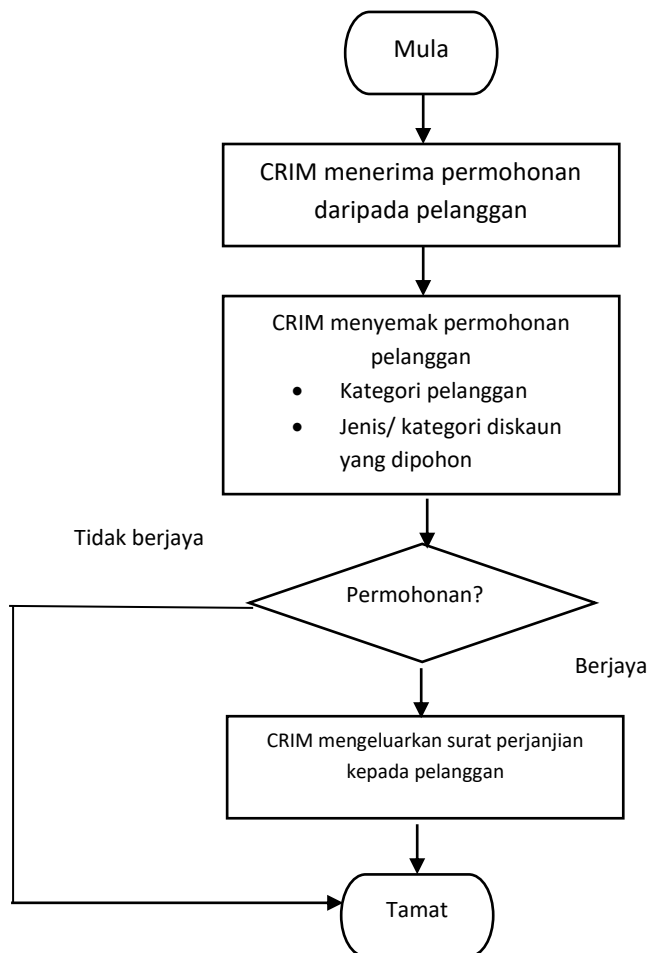 Mula
CRIM menerima permohonan
daripada pelanggan
CRIM menyemak permohonan
pelanggan
• Kategori pelanggan
• Jenis/ kategori diskaun
yang dipohon
Tidak berjaya
Permohonan?
Berjaya
CRIM mengeluarkan surat perjanjian
kepada pelanggan
Tamat